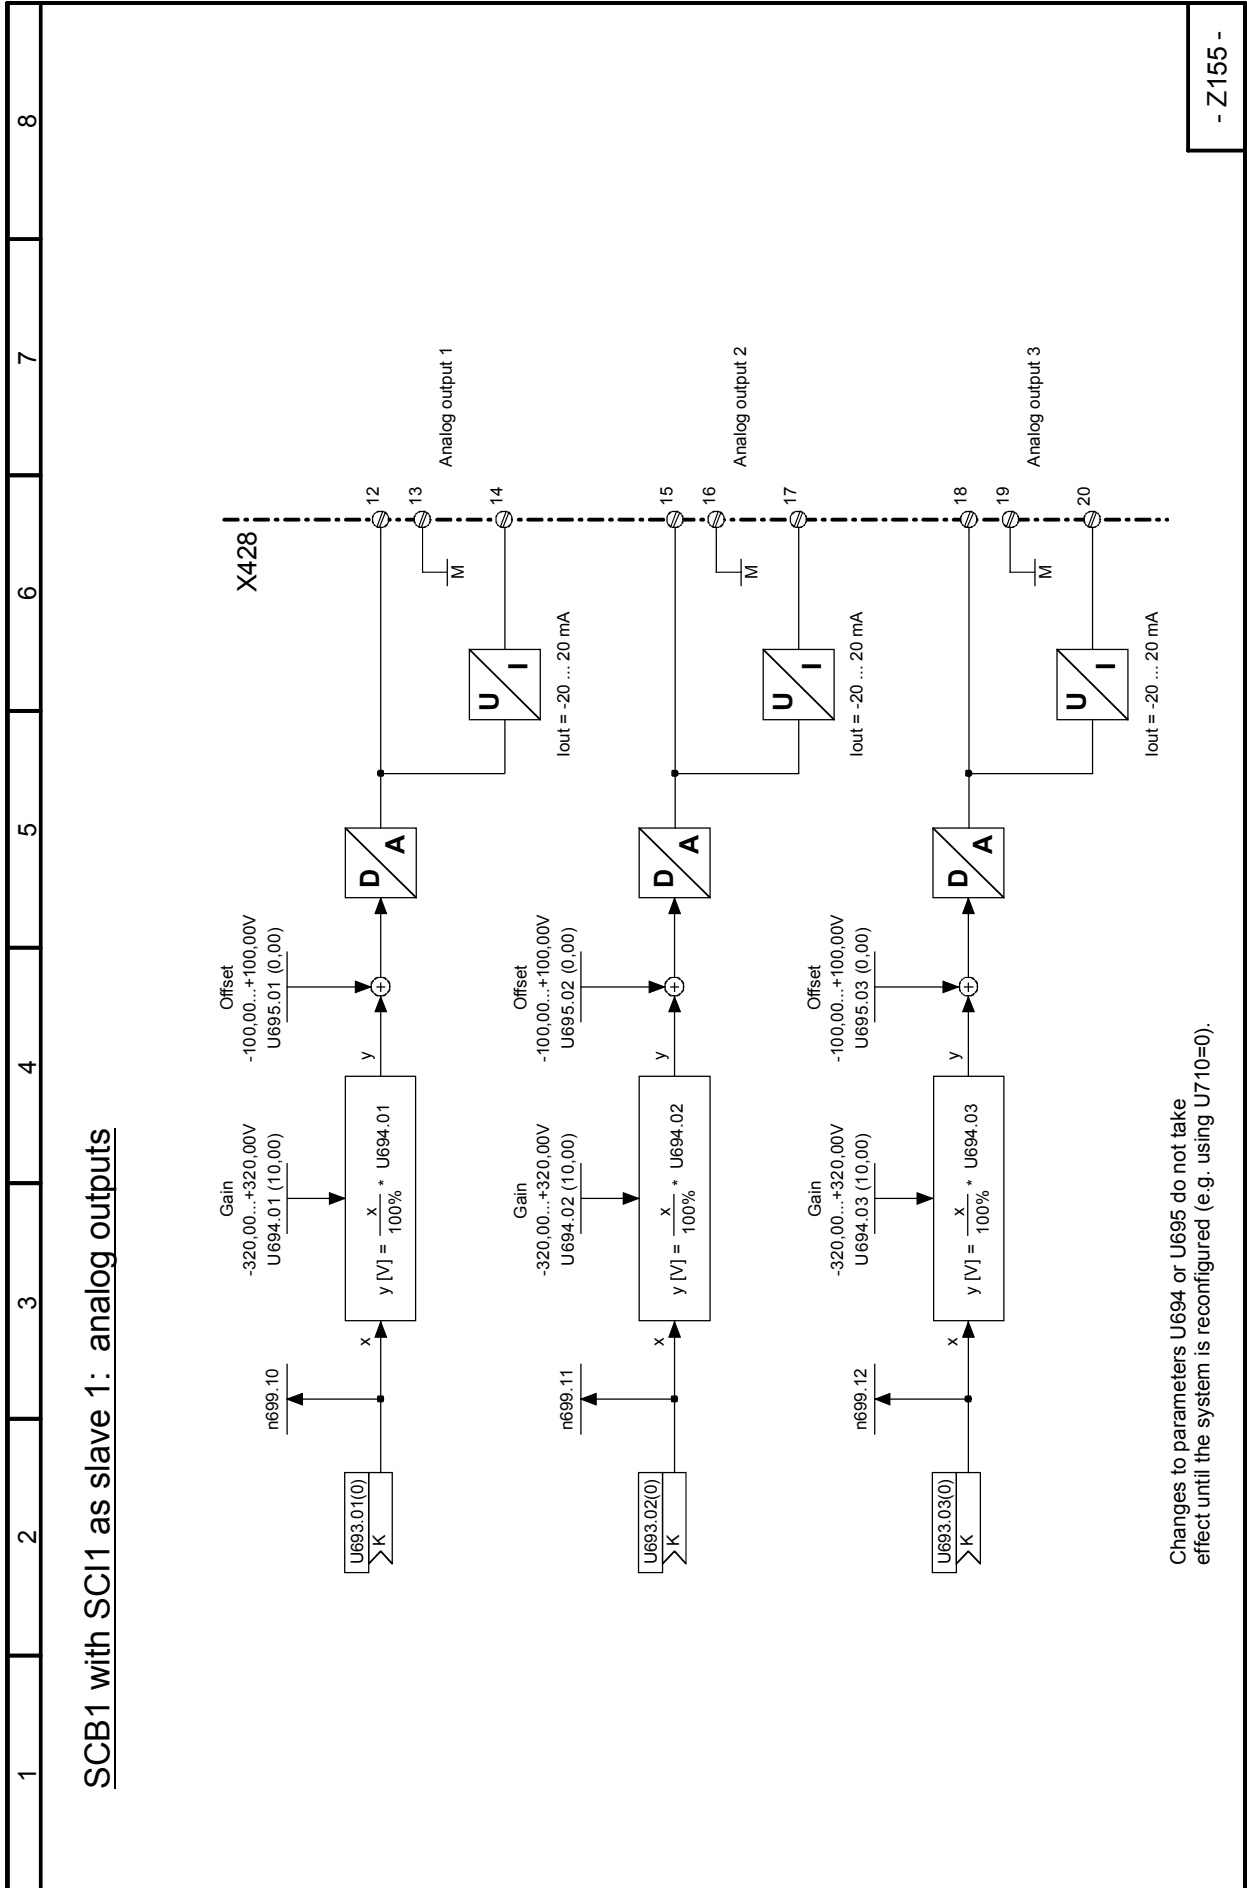 1 2 3 4 5 6 7 8
SCB1 with SCI1 as slave 1: analog outputs
X428
Gain
-320,00...+320,00V
U694.01 (10,00)
Offset
-100,00...+100,00V
U695.01 (0,00)
n699.10
U693.01(0)
K
x
y [V] = x / 100% * U694.01
y
D
A
U
I
Iout = -20 ... 20 mA
M
12
13
14
Analog output 1
Gain
-320,00...+320,00V
U694.02 (10,00)
Offset
-100,00...+100,00V
U695.02 (0,00)
n699.11
U693.02(0)
K
x
y [V] = x / 100% * U694.02
y
D
A
U
I
Iout = -20 ... 20 mA
M
15
16
17
Analog output 2
Gain
-320,00...+320,00V
U694.03 (10,00)
Offset
-100,00...+100,00V
U695.03 (0,00)
n699.12
U693.03(0)
K
x
y [V] = x / 100% * U694.03
y
D
A
U
I
Iout = -20 ... 20 mA
M
18
19
20
Analog output 3
Changes to parameters U694 or U695 do not take
effect until the system is reconfigured (e.g. using U710=0).
- Z155 -